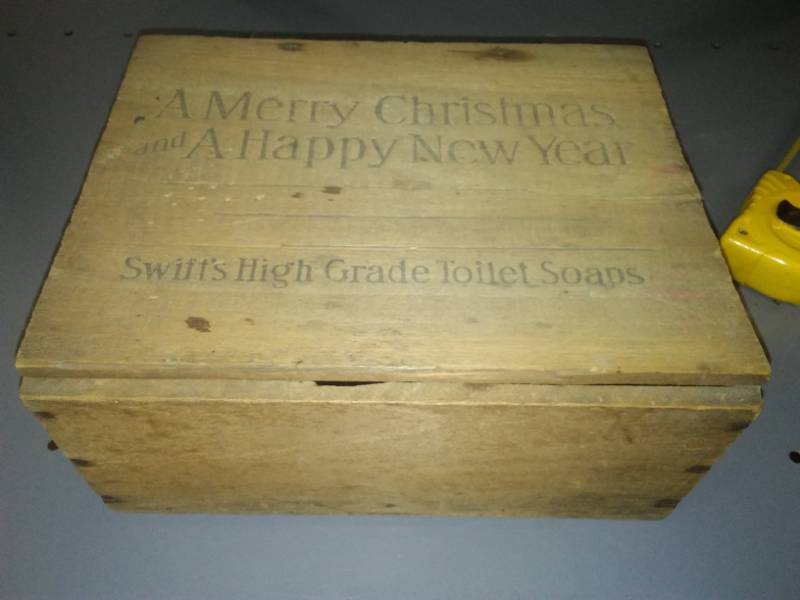 A Merry Christmas
and A Happy New Year
Swift's High Grade Toilet Soaps